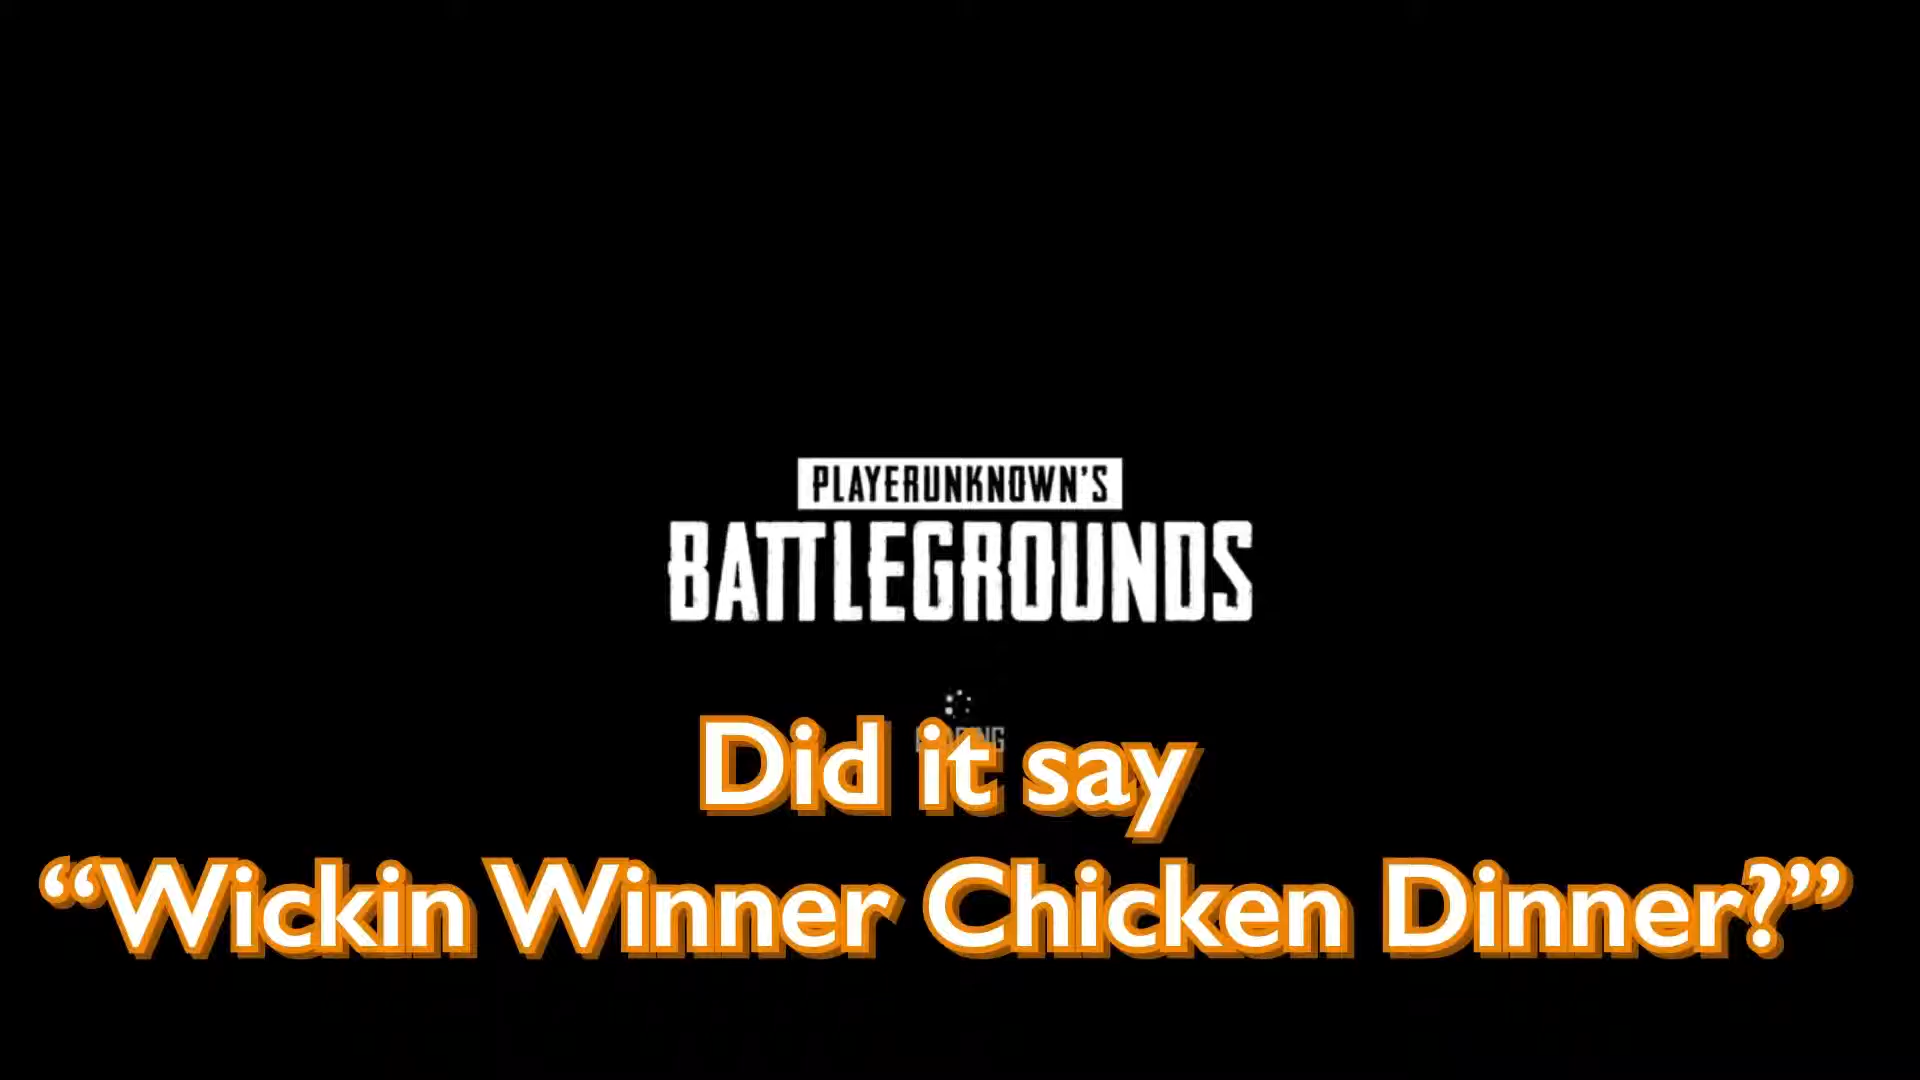 PLAYERUNKNOWN'S
BATTLEGROUNDS
Did it say
“Wickin Winner Chicken Dinner?”